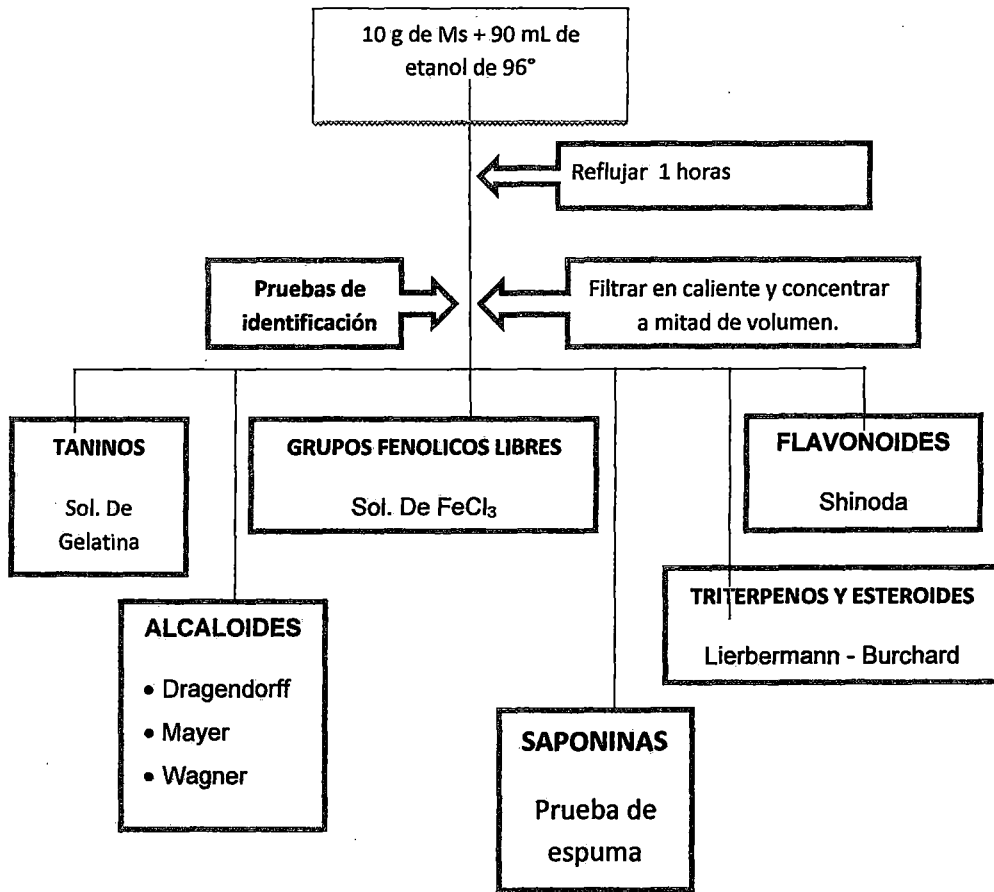 10 g de Ms + 90 mL de
etanol de 96°
Reflujar 1 horas
Pruebas de
identificación
Filtrar en caliente y concentrar
a mitad de volumen.
TANINOS
Sol. De
Gelatina
GRUPOS FENOLICOS LIBRES
Sol. De FeCl₃
FLAVONOIDES
Shinoda
ALCALOIDES
• Dragendorff
• Mayer
• Wagner
SAPONINAS
Prueba de
espuma
TRITERPENOS Y ESTEROIDES
Lierbermann - Burchard